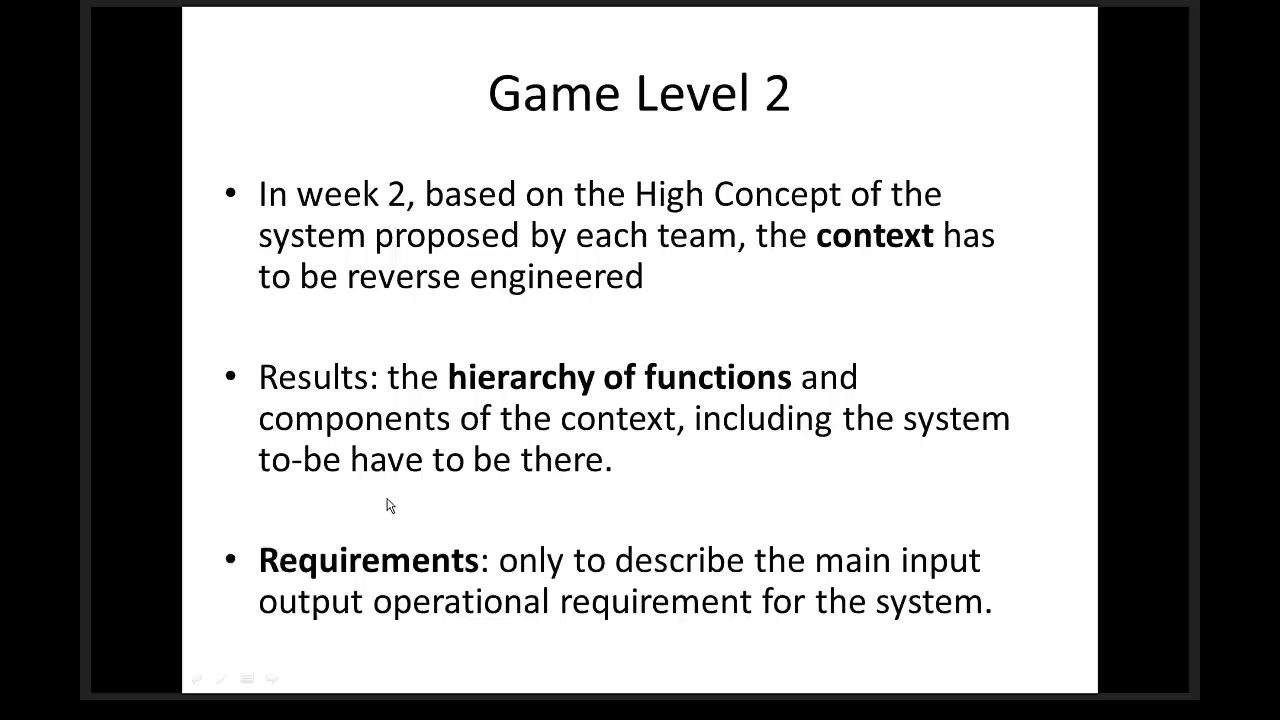 Game Level 2
• In week 2, based on the High Concept of the
system proposed by each team, the context has
to be reverse engineered
• Results: the hierarchy of functions and
components of the context, including the system
to-be have to be there.
• Requirements: only to describe the main input
output operational requirement for the system.